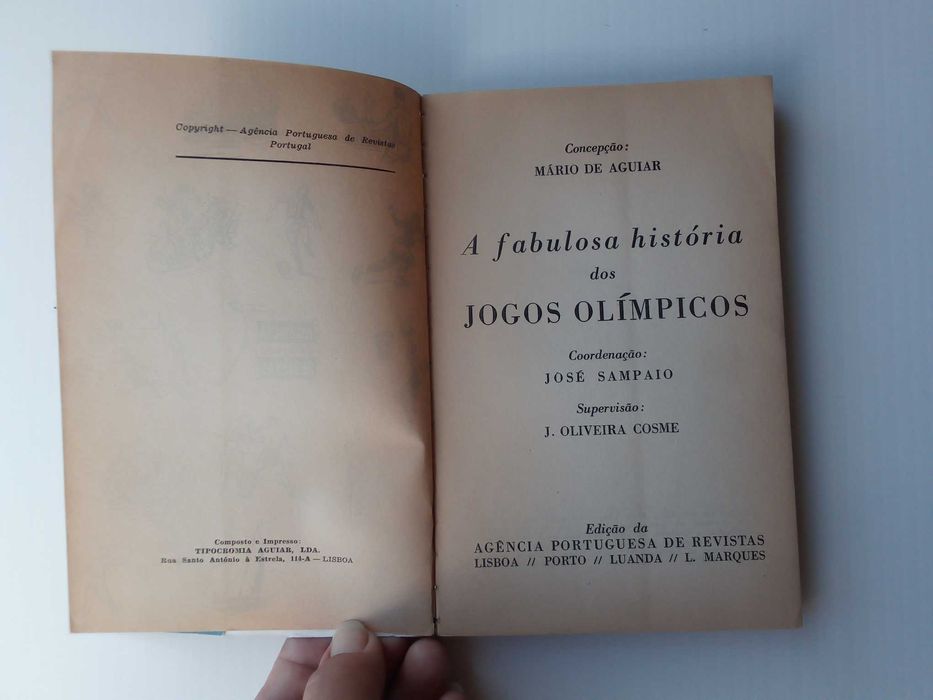 Copyright — Agência Portuguesa de Revistas
Portugal
Composto e Impresso:
TIPOCROMIA AGUIAR, LDA.
Rua Santo António à Estrela, 114-A — LISBOA
Concepção:
MÁRIO DE AGUIAR
A fabulosa história
dos
JOGOS OLÍMPICOS
Coordenação:
JOSÉ SAMPAIO
Supervisão:
J. OLIVEIRA COSME
Edição da
AGÊNCIA PORTUGUESA DE REVISTAS
LISBOA // PORTO // LUANDA // L. MARQUES